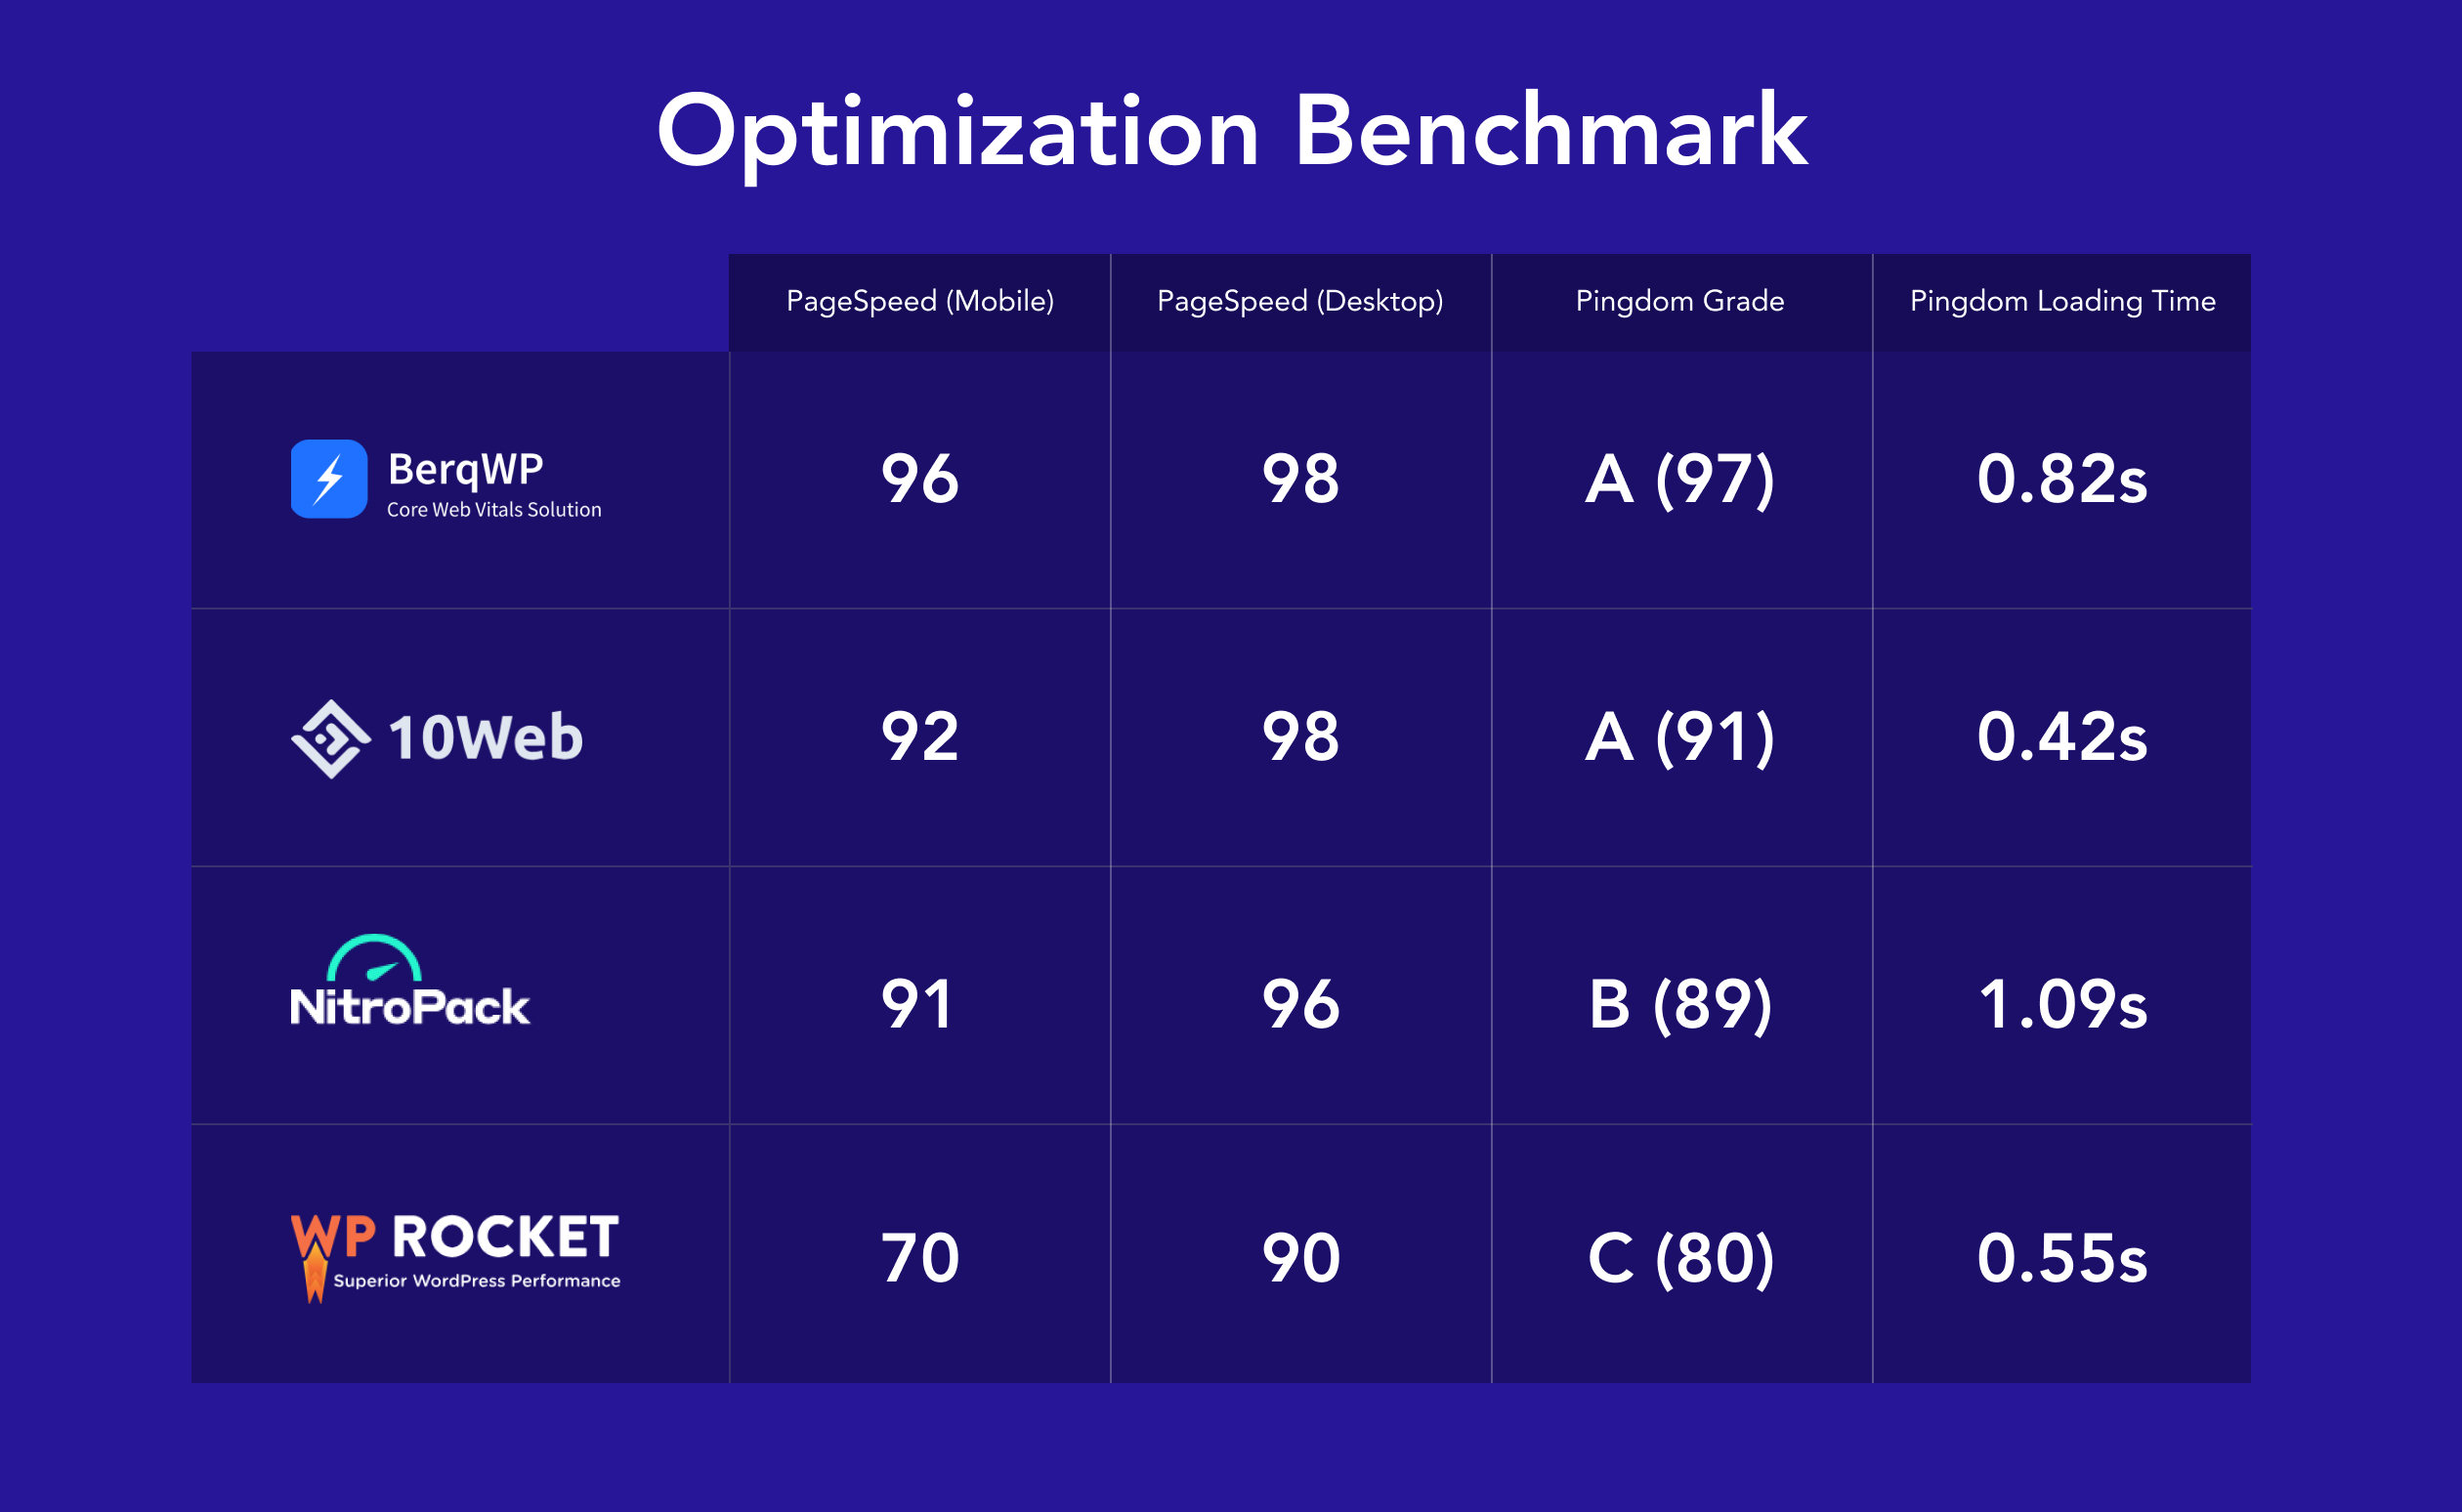 Optimization Benchmark
PageSpeed (Mobile) PageSpeed (Desktop) Pingdom Grade Pingdom Loading Time
BerqWP
Core Web Vitals Solution
96 98 A (97) 0.82s
10Web 92 98 A (91) 0.42s
NitroPack 91 96 B (89) 1.09s
WP ROCKET
Superior WordPress Performance
70 90 C (80) 0.55s